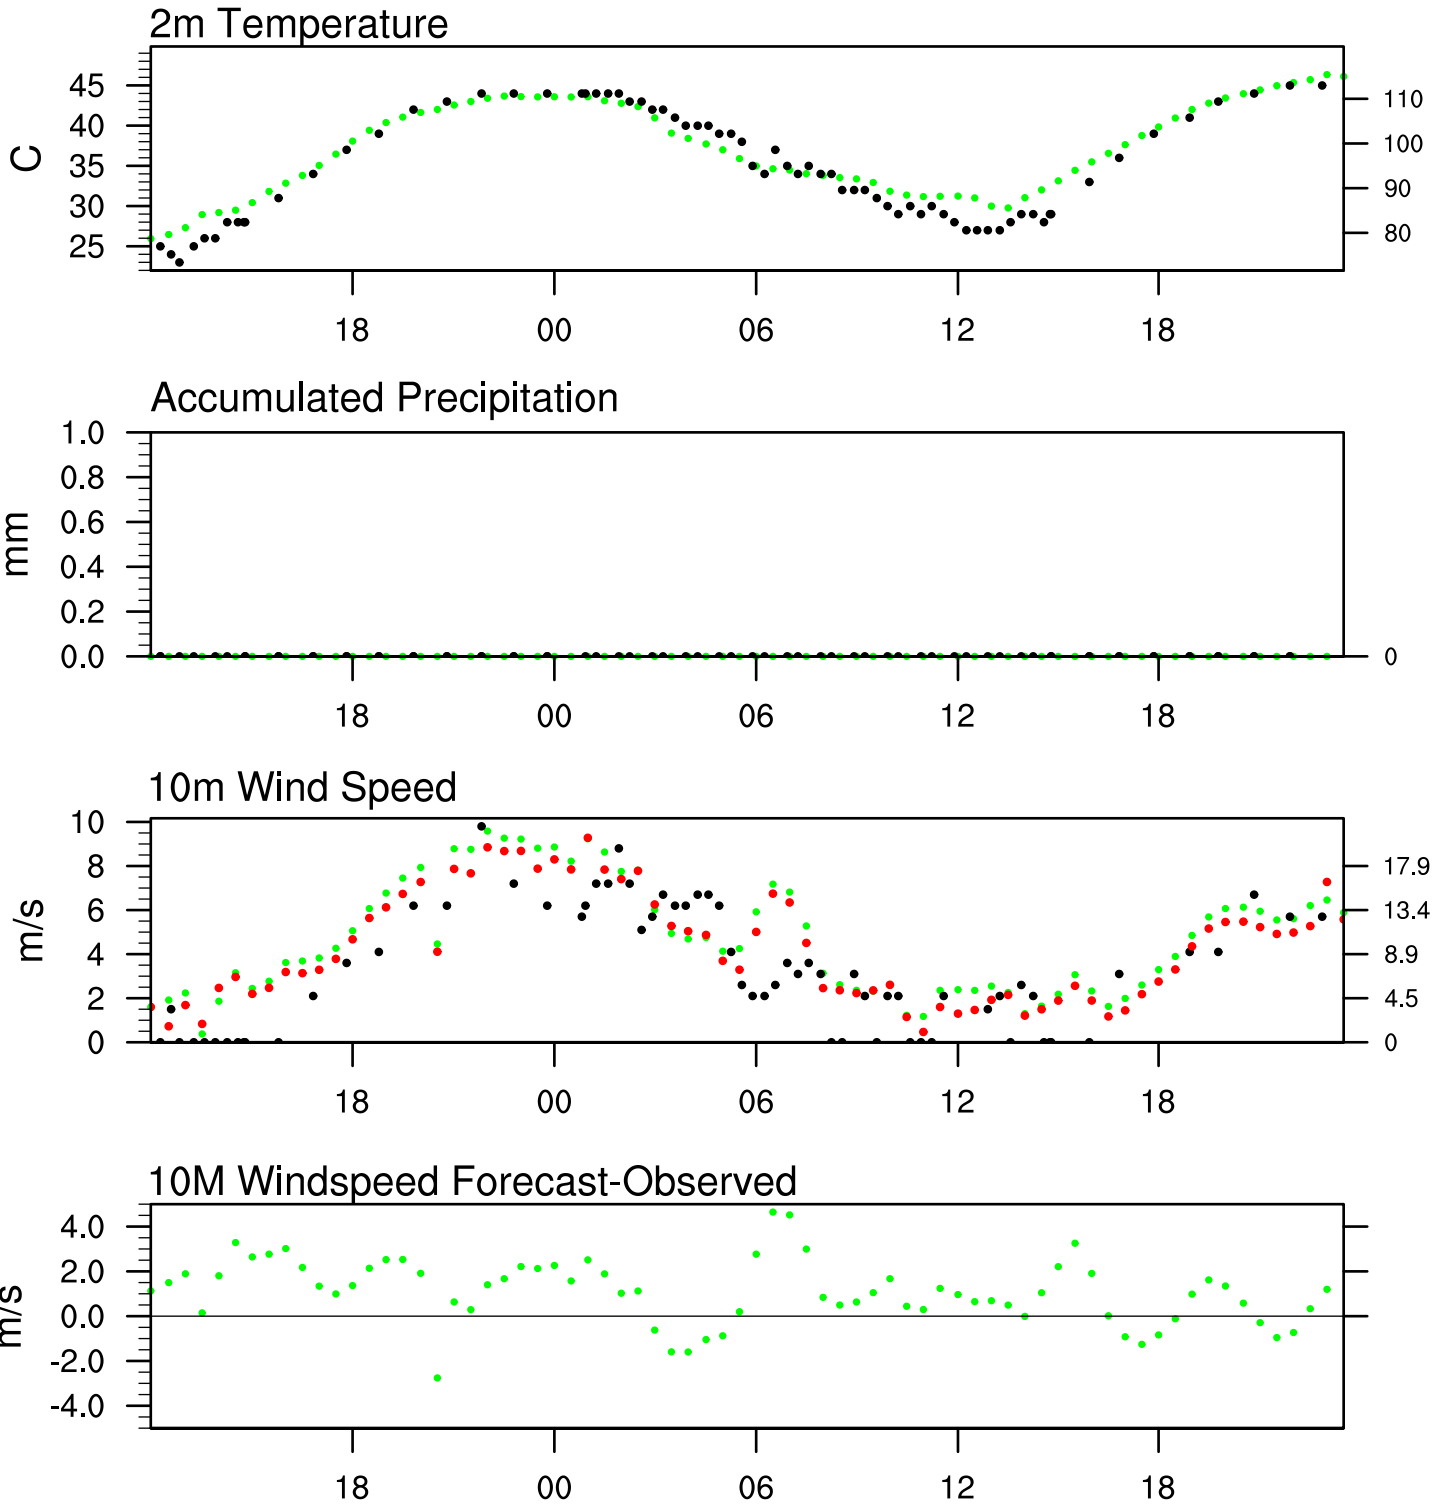 2m Temperature
C
45
40
35
30
25
110
100
90
80
18 00 06 12 18
Accumulated Precipitation
mm
1.0
0.8
0.6
0.4
0.2
0.0
0
18 00 06 12 18
10m Wind Speed
m/s
10
8
6
4
2
0
17.9
13.4
8.9
4.5
0
18 00 06 12 18
10M Windspeed Forecast-Observed
m/s
4.0
2.0
0.0
-2.0
-4.0
18 00 06 12 18